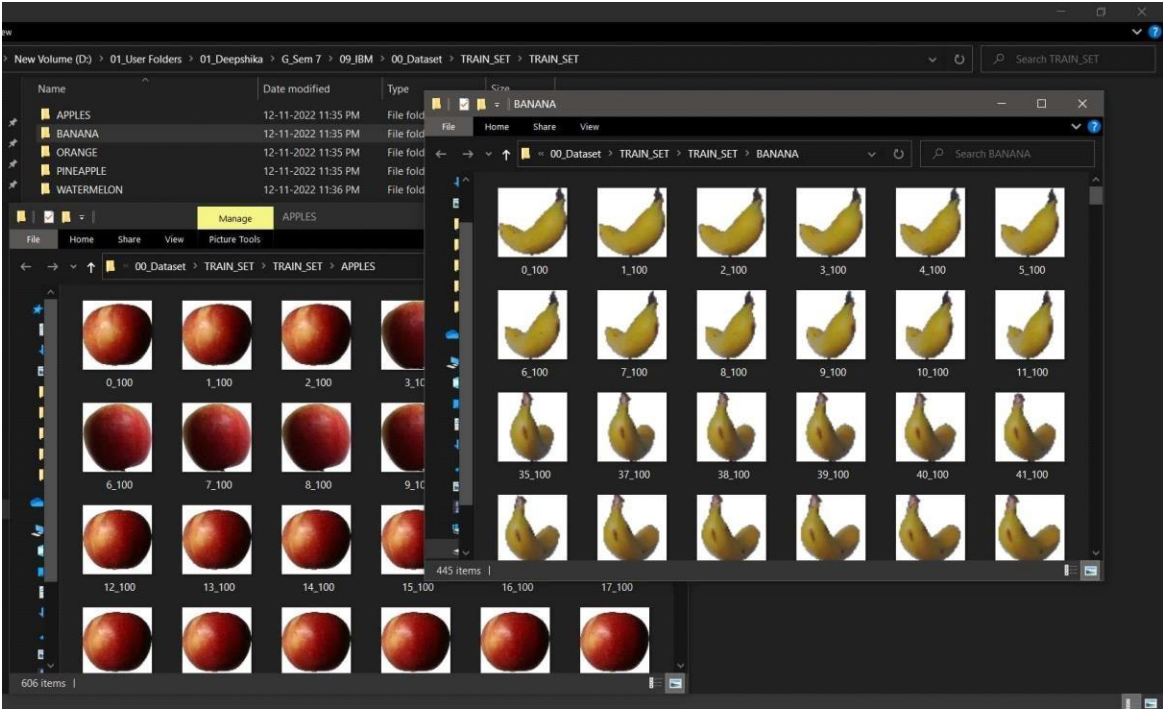 ew
New Volume (D:) > 01_User Folders > 01_Deepshika > G_Sem 7 > 09_IBM > 00_Dataset > TRAIN_SET > TRAIN_SET
Search TRAIN_SET
Name Date modified Type Size
APPLES 12-11-2022 11:35 PM File fold
BANANA 12-11-2022 11:35 PM File fold
ORANGE 12-11-2022 11:35 PM File fold
PINEAPPLE 12-11-2022 11:35 PM File fold
WATERMELON 12-11-2022 11:36 PM File fold
Manage APPLES
File Home Share View Picture Tools
« 00_Dataset > TRAIN_SET > TRAIN_SET > APPLES
0_100 1_100 2_100 3_10
6_100 7_100 8_100 9_10
12_100 13_100 14_100 15_100 16_100 17_100
606 items
BANANA
File Home Share View
« 00_Dataset > TRAIN_SET > TRAIN_SET > BANANA
Search BANANA
0_100 1_100 2_100 3_100 4_100 5_100
6_100 7_100 8_100 9_100 10_100 11_100
35_100 37_100 38_100 39_100 40_100 41_100
445 items